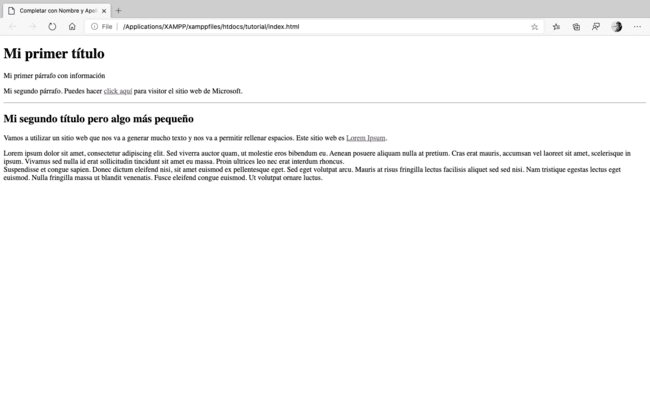 Completar con Nombre y Apel
File
/Applications/XAMPP/xamppfiles/htdocs/tutorial/index.html
Mi primer título
Mi primer párrafo con información
Mi segundo párrafo. Puedes hacer click aquí para visitor el sitio web de Microsoft.
Mi segundo título pero algo más pequeño
Vamos a utilizar un sitio web que nos va a generar mucho texto y nos va a permitir rellenar espacios. Este sitio web es Lorem Ipsum.
Lorem ipsum dolor sit amet, consectetur adipiscing elit. Sed viverra auctor quam, ut molestie eros bibendum eu. Aenean posuere aliquam nulla at pretium. Cras erat mauris, accumsan vel laoreet sit amet, scelerisque in
ipsum. Vivamus sed nulla id erat sollicitudin tincidunt sit amet eu massa. Proin ultrices leo nec erat interdum rhoncus.
Suspendisse et congue sapien. Donec dictum eleifend nisi, sit amet euismod ex pellentesque eget. Sed eget volutpat arcu. Mauris at risus fringilla lectus facilisis aliquet sed sed nisi. Nam tristique egestas lectus eget
euismod. Nulla fringilla massa ut blandit venenatis. Fusce eleifend congue euismod. Ut volutpat ornare luctus.